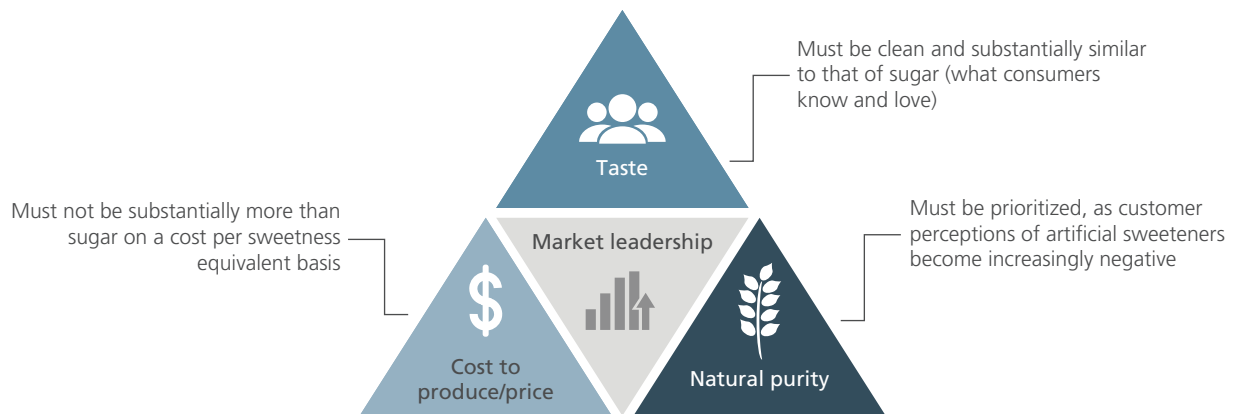 Must be clean and substantially similar
to that of sugar (what consumers
know and love)
Taste
Must not be substantially more than
sugar on a cost per sweetness
equivalent basis
Market leadership
Must be prioritized, as customer
perceptions of artificial sweeteners
become increasingly negative
$
Cost to
produce/price
Natural purity